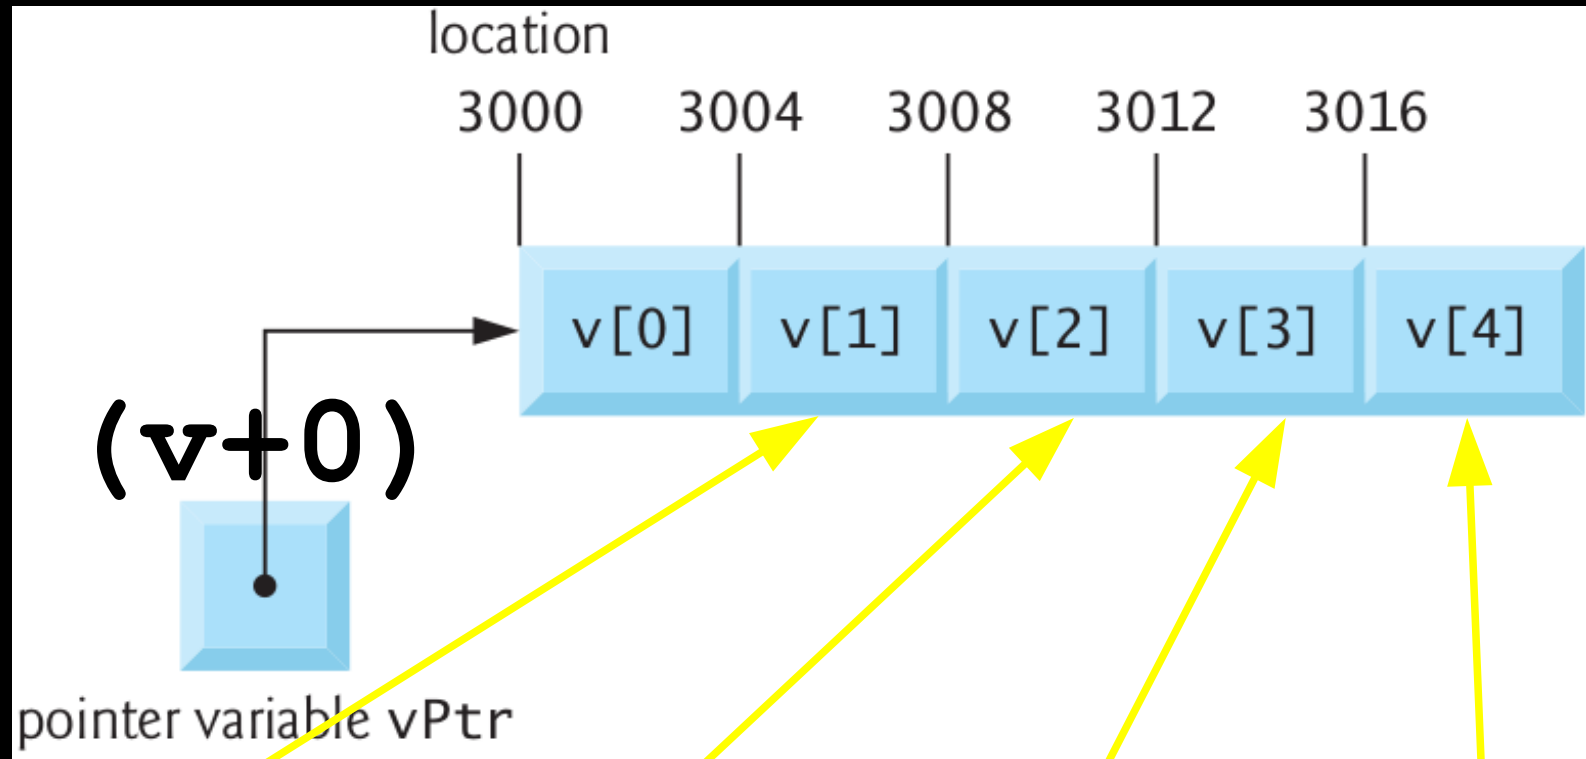 location
3000 3004 3008 3012 3016
v[0] v[1] v[2] v[3] v[4]
(v+0)
pointer variable vPtr